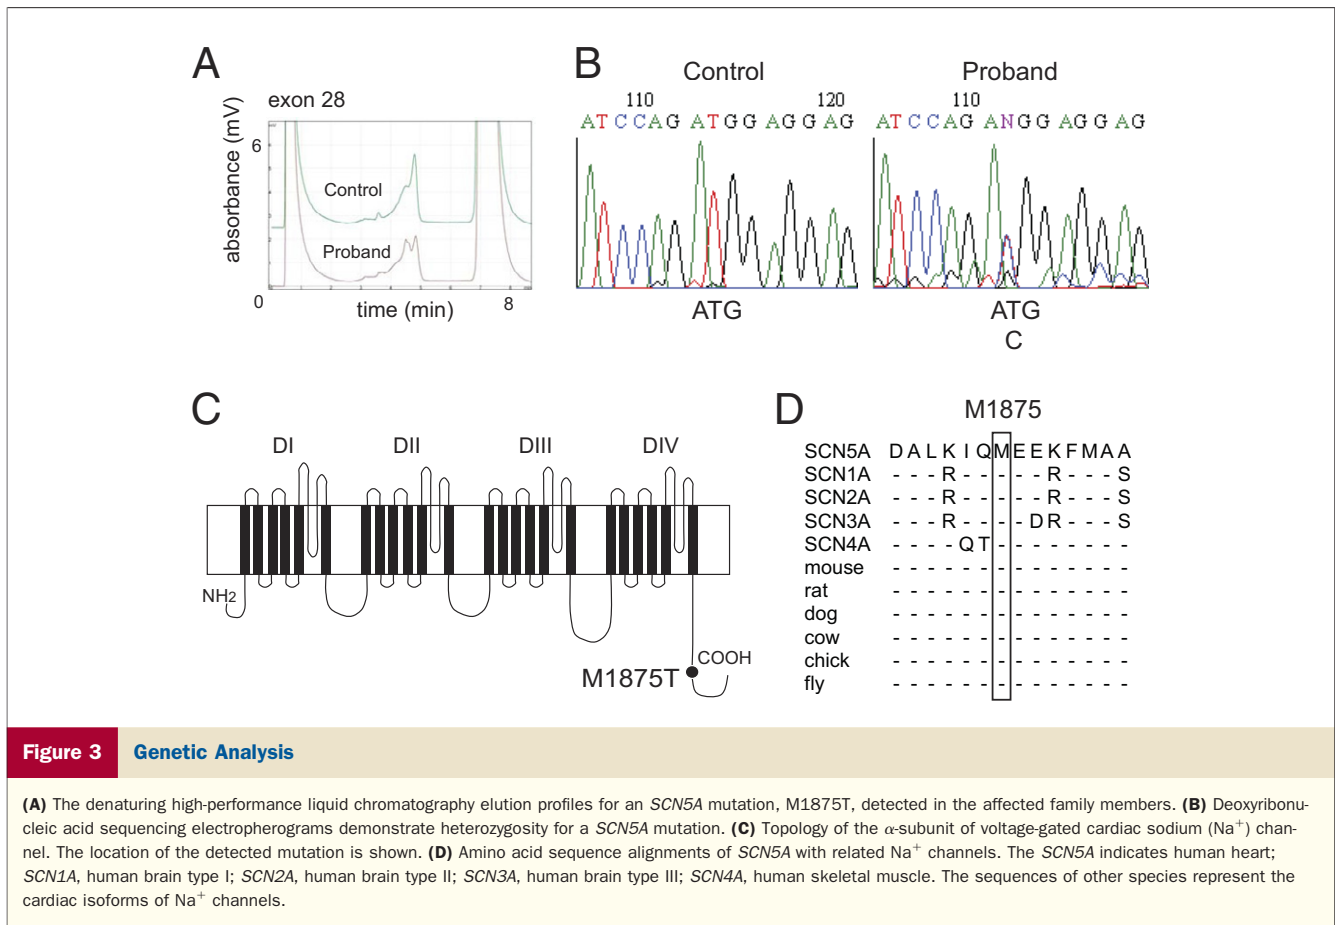 A
exon 28
absorbance (mV)
6
Control
Proband
0
time (min)
8
B
Control
Proband
110 120
110
ATCCAG ATGG AGGAG
ATCCAG ANGG AGGAG
ATG
ATG
C
C
DI DII DIII DIV
NH2
M1875T
COOH
D
M1875
SCN5A D A L K I Q M E E K F M A A
SCN1A - - - R - - - - - R - - - S
SCN2A - - - R - - - - - R - - - S
SCN3A - - - R - - - - D R - - - S
SCN4A - - - - Q T - - - - - - - -
mouse - - - - - - - - - - - - - -
rat - - - - - - - - - - - - - -
dog - - - - - - - - - - - - - -
cow - - - - - - - - - - - - - -
chick - - - - - - - - - - - - - -
fly - - - - - - - - - - - - - -
Figure 3 Genetic Analysis
(A) The denaturing high-performance liquid chromatography elution profiles for an SCN5A mutation, M1875T, detected in the affected family members. (B) Deoxyribonu-
cleic acid sequencing electropherograms demonstrate heterozygosity for a SCN5A mutation. (C) Topology of the α-subunit of voltage-gated cardiac sodium (Na⁺) chan-
nel. The location of the detected mutation is shown. (D) Amino acid sequence alignments of SCN5A with related Na⁺ channels. The SCN5A indicates human heart;
SCN1A, human brain type I; SCN2A, human brain type II; SCN3A, human brain type III; SCN4A, human skeletal muscle. The sequences of other species represent the
cardiac isoforms of Na⁺ channels.